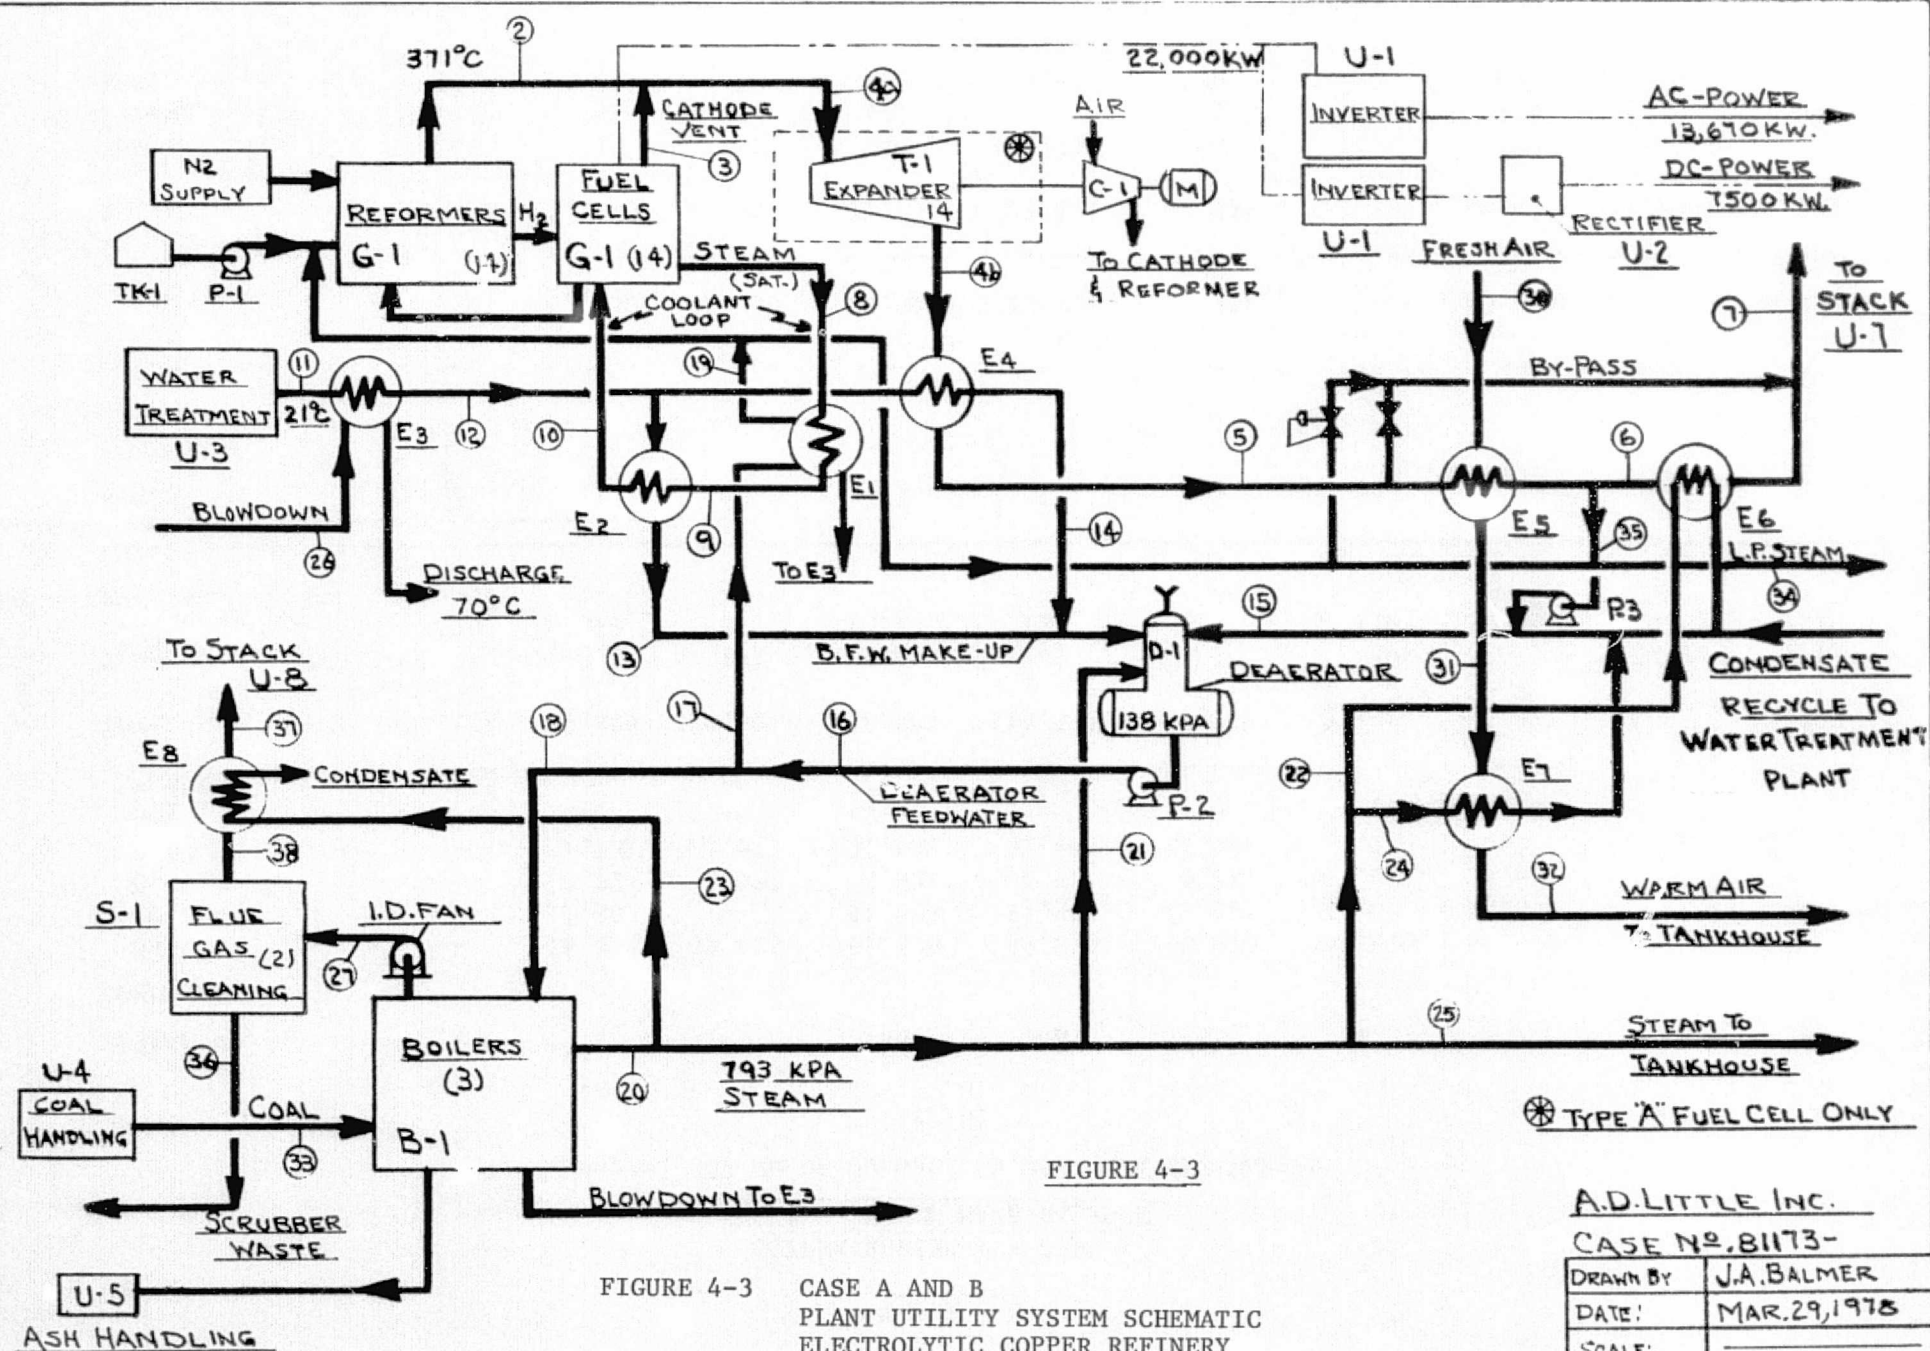 371°C
2
4a
22,000KW
U-1
INVERTER
AC-POWER
13,670 KW.
CATHODE
VENT
3
AIR
N2
SUPPLY
REFORMERS
G-1
(14)
H2
FUEL
CELLS
G-1 (14)
T-1
EXPANDER
14
C-1
M
INVERTER
U-1
DC-POWER
7500 KW.
RECTIFIER
U-2
TK-1
P-1
STEAM
(SAT.)
COOLANT
LOOP
8
4b
TO CATHODE
& REFORMER
FRESH AIR
30
7
TO
STACK
U-7
WATER
TREATMENT
U-3
11
21°C
E3
12
10
19
E4
BY-PASS
5
6
BLOWDOWN
26
DISCHARGE
70°C
E2
9
E1
TO E3
14
E5
35
E6
L.P. STEAM
34
13
B.F.W. MAKE-UP
D-1
15
P-3
DEAERATOR
138 KPA
31
CONDENSATE
RECYCLE TO
WATER TREATMENT
PLANT
TO STACK
U-8
37
E8
CONDENSATE
18
17
16
DEAERATOR
FEEDWATER
P-2
22
E7
38
23
21
24
32
WARM AIR
TO TANKHOUSE
S-1
FLUE
GAS (2)
CLEANING
I.D. FAN
27
BOILERS
(3)
B-1
20
793 KPA
STEAM
25
STEAM TO
TANKHOUSE
TYPE "A" FUEL CELL ONLY
36
U-4
COAL
HANDLING
COAL
33
SCRUBBER
WASTE
BLOWDOWN TO E3
U-5
ASH HANDLING
FIGURE 4-3
FIGURE 4-3 CASE A AND B
PLANT UTILITY SYSTEM SCHEMATIC
ELECTROLYTIC COPPER REFINERY
A.D. LITTLE INC.
CASE NO. 81173-
DRAWN BY J.A. BALMER
DATE: MAR. 29, 1978
SCALE: